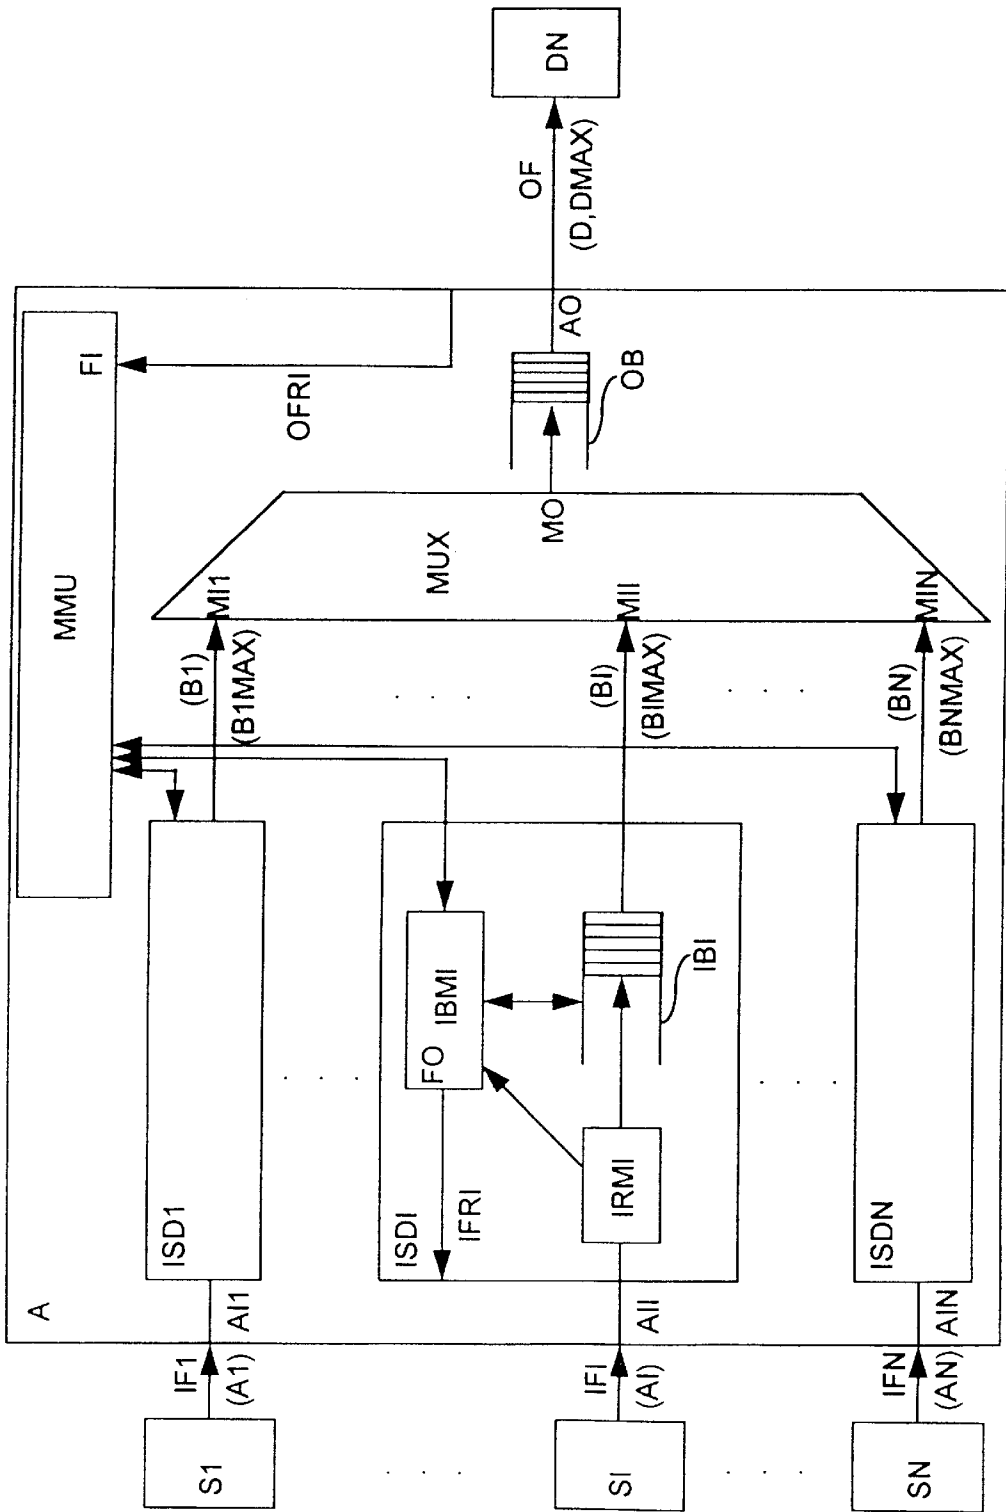 A
MMU
FI
OFRI
S1
IF1
(A1)
AI1
ISD1
(B1)
(B1MAX)
MI1
MUX
MO
OB
AO
OF
(D,DMAX)
DN
SI
IFI
(AI)
AII
ISDI
IFRI
FO
IBMI
IRMI
IBI
(BI)
(BIMAX)
MII
SN
IFN
(AN)
AIN
ISDN
(BN)
(BNMAX)
MIN